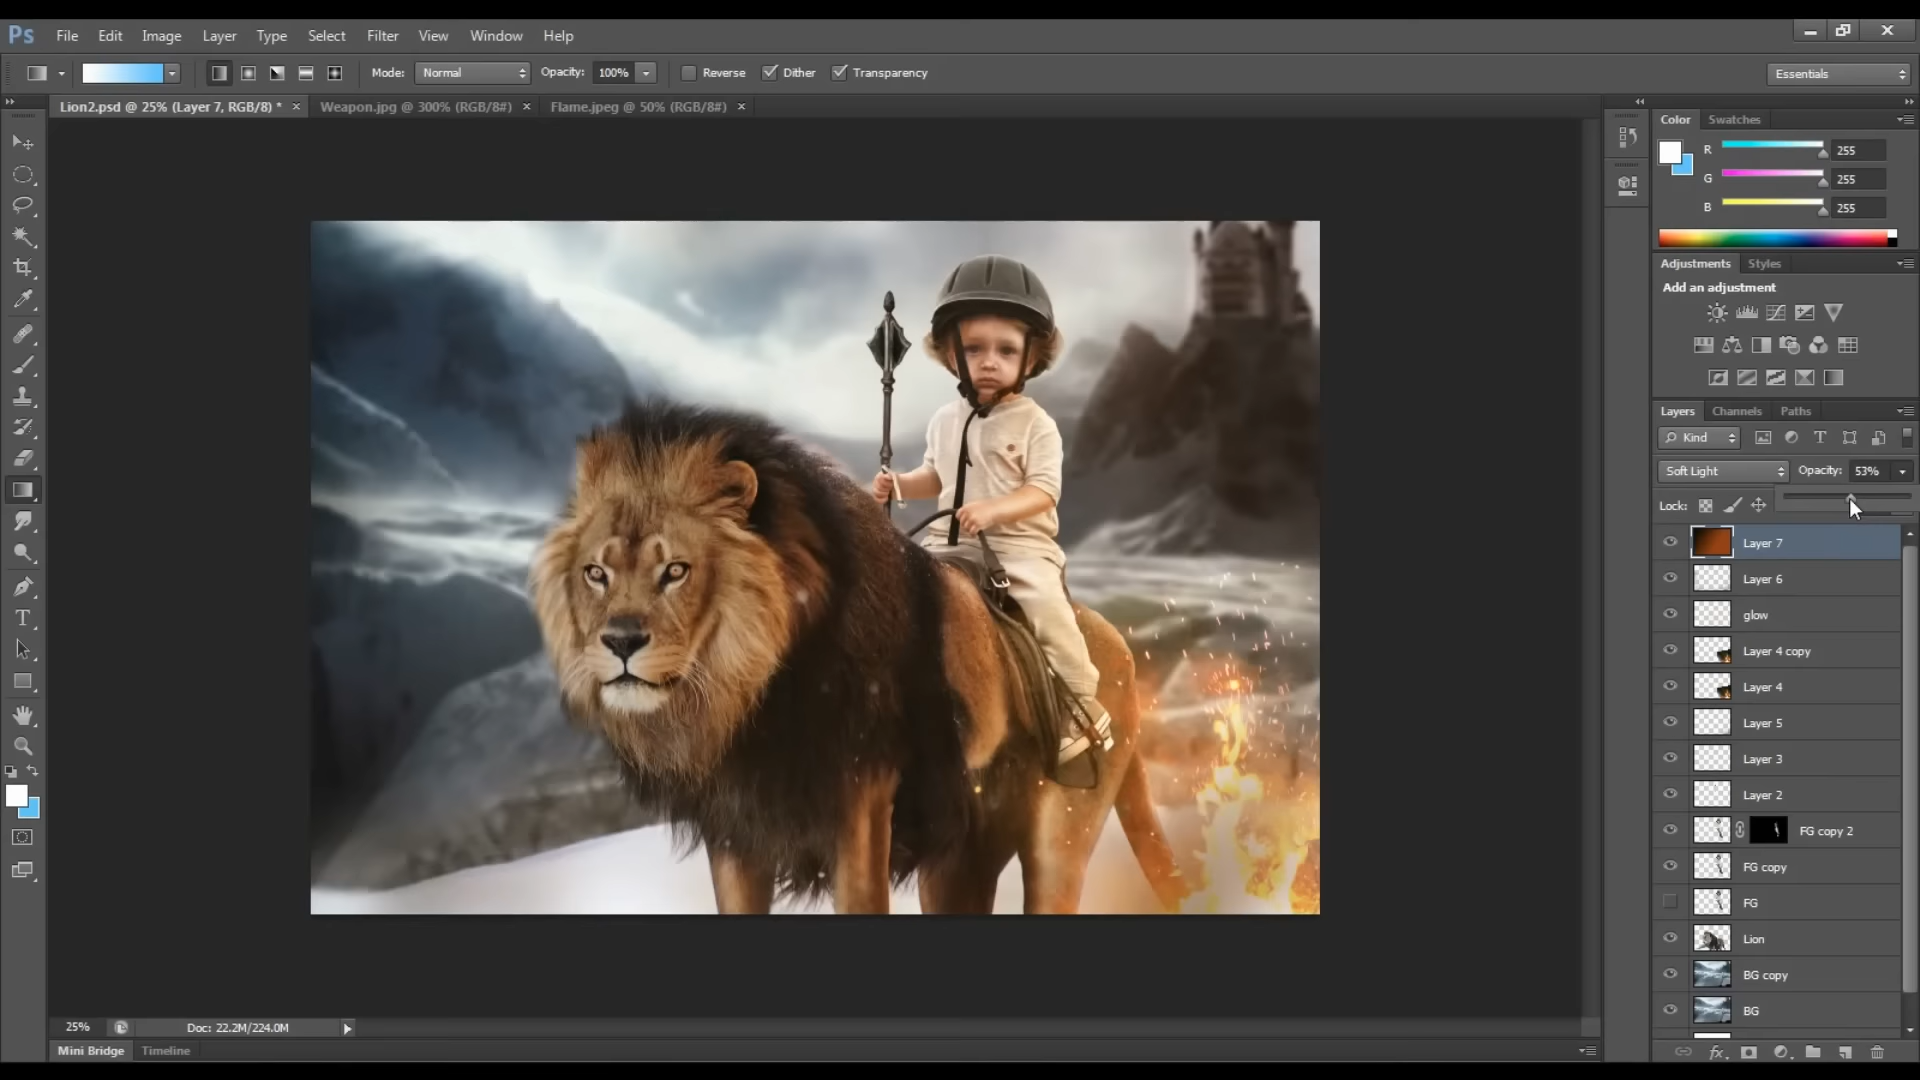 Ps File Edit Image Layer Type Select Filter View Window Help
Mode: Normal Opacity: 100% Reverse Dither Transparency Essentials
Lion2.psd @ 25% (Layer 7, RGB/8) * × Weapon.jpg @ 300% (RGB/8#) × Flame.jpeg @ 50% (RGB/8#) ×
Color Swatches
R 255
G 255
B 255
Adjustments Styles
Add an adjustment
Layers Channels Paths
Kind
Soft Light Opacity: 53%
Lock:
Layer 7
Layer 6
glow
Layer 4 copy
Layer 4
Layer 5
Layer 3
Layer 2
FG copy 2
FG copy
FG
Lion
BG copy
BG
25% Doc: 22.2M/224.0M
Mini Bridge Timeline